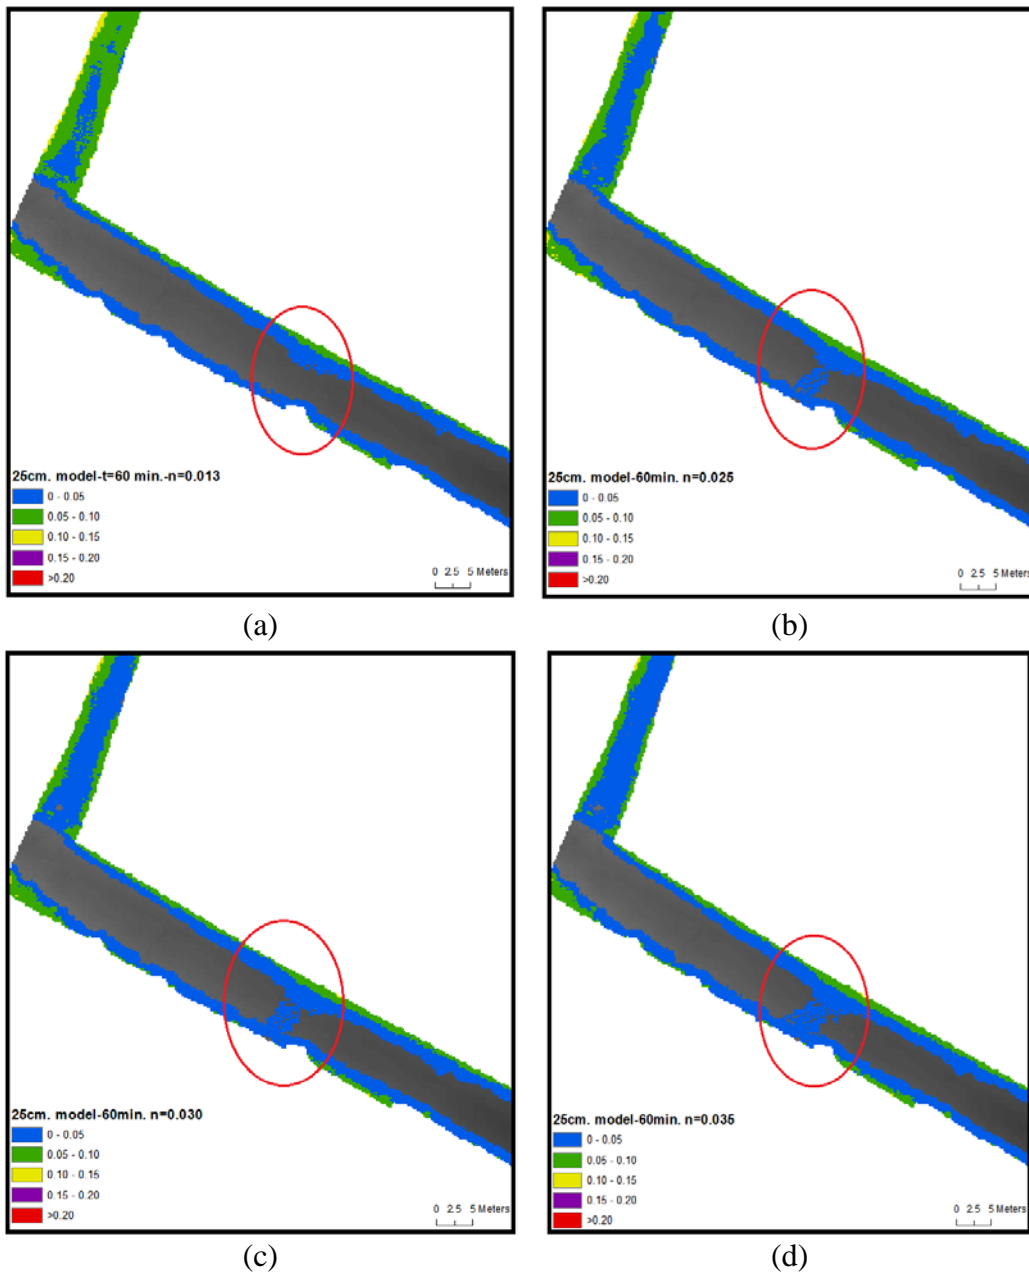 25cm. model-t=60 min.-n=0.013
0 - 0.05
0.05 - 0.10
0.10 - 0.15
0.15 - 0.20
>0.20
0 2.5 5 Meters
(a)
25cm. model-60min. n=0.025
0 - 0.05
0.05 - 0.10
0.10 - 0.15
0.15 - 0.20
>0.20
0 2.5 5 Meters
(b)
25cm. model-60min. n=0.030
0 - 0.05
0.05 - 0.10
0.10 - 0.15
0.15 - 0.20
>0.20
0 2.5 5 Meters
(c)
25cm. model-60min. n=0.035
0 - 0.05
0.05 - 0.10
0.10 - 0.15
0.15 - 0.20
>0.20
0 2.5 5 Meters
(d)